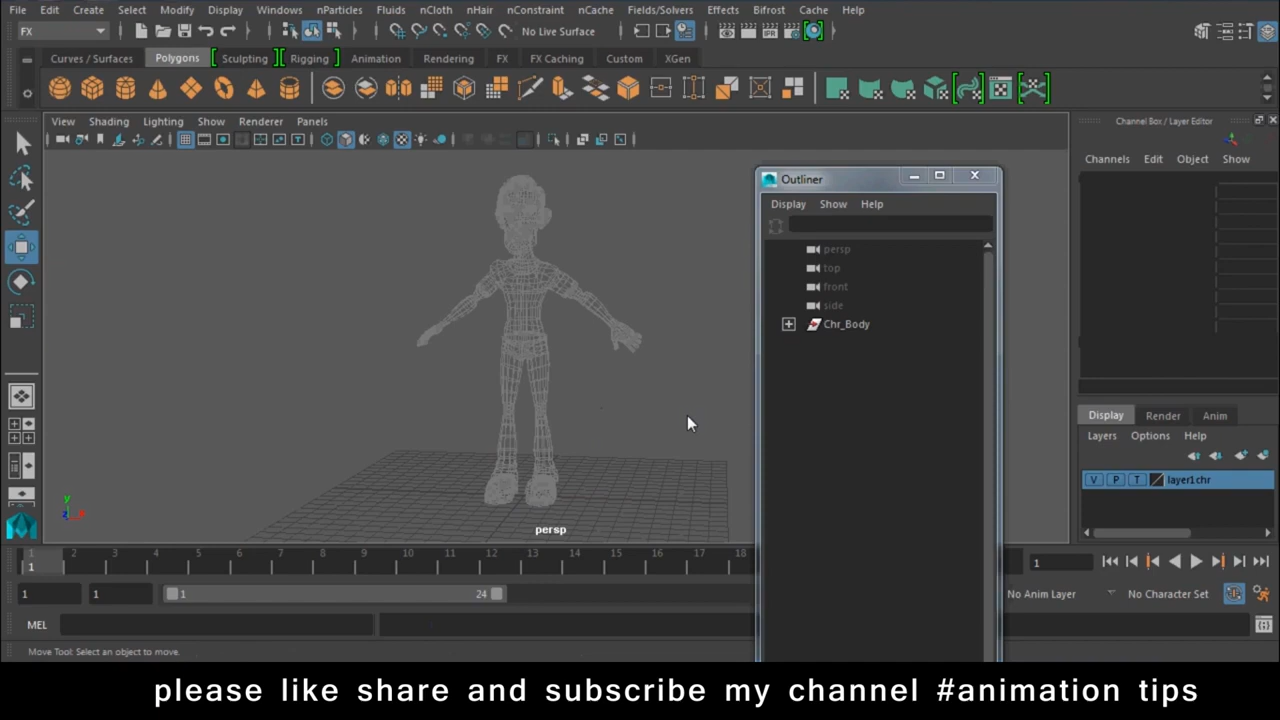 File Edit Create Select Modify Display Windows nParticles Fluids nCloth nHair nConstraint nCache Fields/Solvers Effects Bifrost Cache Help
FX No Live Surface
Curves / Surfaces Polygons Sculpting Rigging Animation Rendering FX FX Caching Custom XGen
View Shading Lighting Show Renderer Panels
Channel Box / Layer Editor
Channels Edit Object Show
Outliner
Display Show Help
persp
top
front
side
Chr_Body
Display Render Anim
Layers Options Help
V P T layer1chr
y
z x
persp
1 2 3 4 5 6 7 8 9 10 11 12 13 14 15 16 17 18
1 1
1 1 1 24 No Anim Layer No Character Set
MEL
Move Tool: Select an object to move.
please like share and subscribe my channel #animation tips